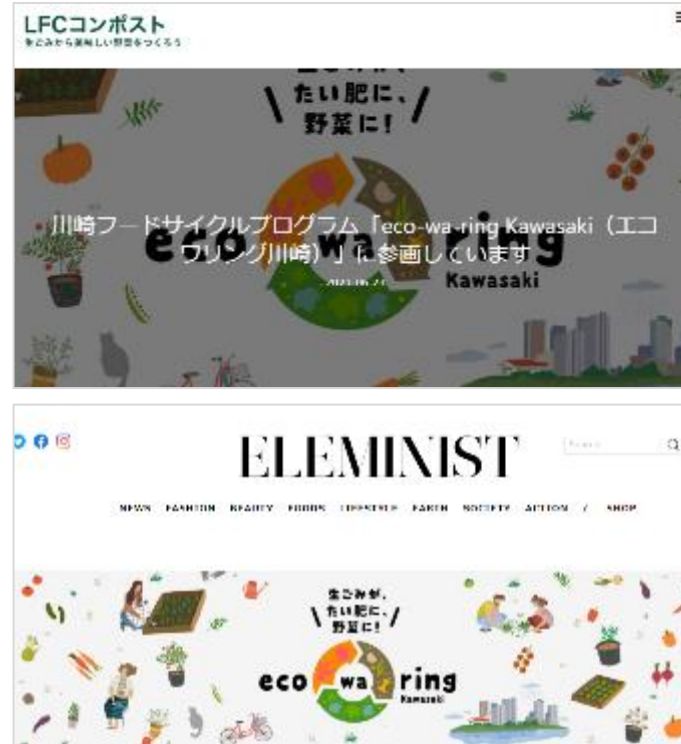 LFCコンポスト
生ごみから美味しい野菜をつくろう
たい肥に、
野菜に!
eco wa ring
Kawasaki
川崎フードサイクルプログラム「eco-wa-ring Kawasaki（エコ
ワリング川崎）」に参画しています
ELEMINIST
Search
NEWS FASHION BEAUTY FOODS LIFESTYLE EARTH SOCIETY ACTION / SHOP
生ごみが、
たい肥に、
野菜に!
eco wa ring
Kawasaki